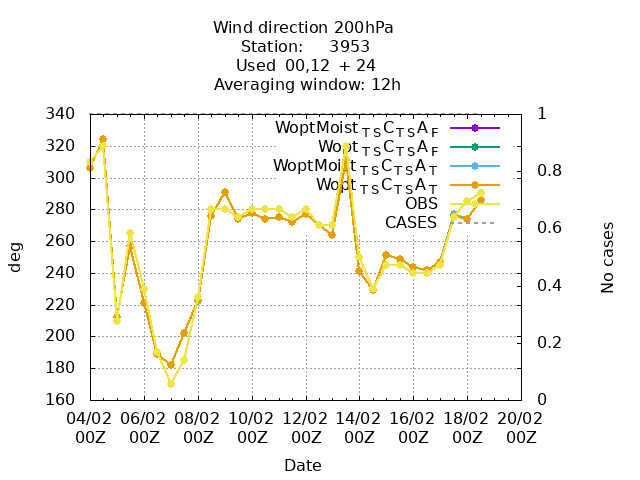 Wind direction 200hPa
Station: 3953
Used 00,12 + 24
Averaging window: 12h
340
320
300
280
260
240
220
200
180
160
1
0.8
0.6
0.4
0.2
0
WoptMoist TS C TS A F
Wopt TS C TS A F
WoptMoist TS C TS A T
Wopt TS C TS A T
OBS
CASES
deg
No cases
04/02 06/02 08/02 10/02 12/02 14/02 16/02 18/02 20/02
00Z 00Z 00Z 00Z 00Z 00Z 00Z 00Z 00Z
Date